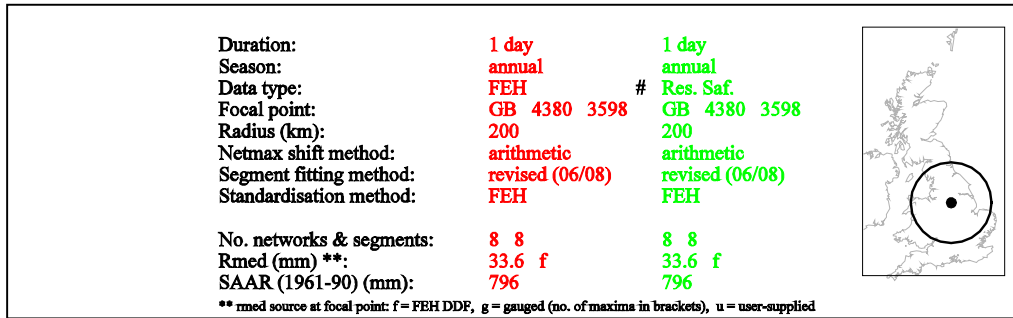 Duration: 1 day 1 day
Season: annual annual
Data type: FEH # Res. Saf.
Focal point: GB 4380 3598 GB 4380 3598
Radius (km): 200 200
Netmax shift method: arithmetic arithmetic
Segment fitting method: revised (06/08) revised (06/08)
Standardisation method: FEH FEH
No. networks & segments: 8 8 8 8
Rmed (mm) **: 33.6 f 33.6 f
SAAR (1961-90) (mm): 796 796
** rmed source at focal point: f = FEH DDF, g = gauged (no. of maxima in brackets), u = user-supplied